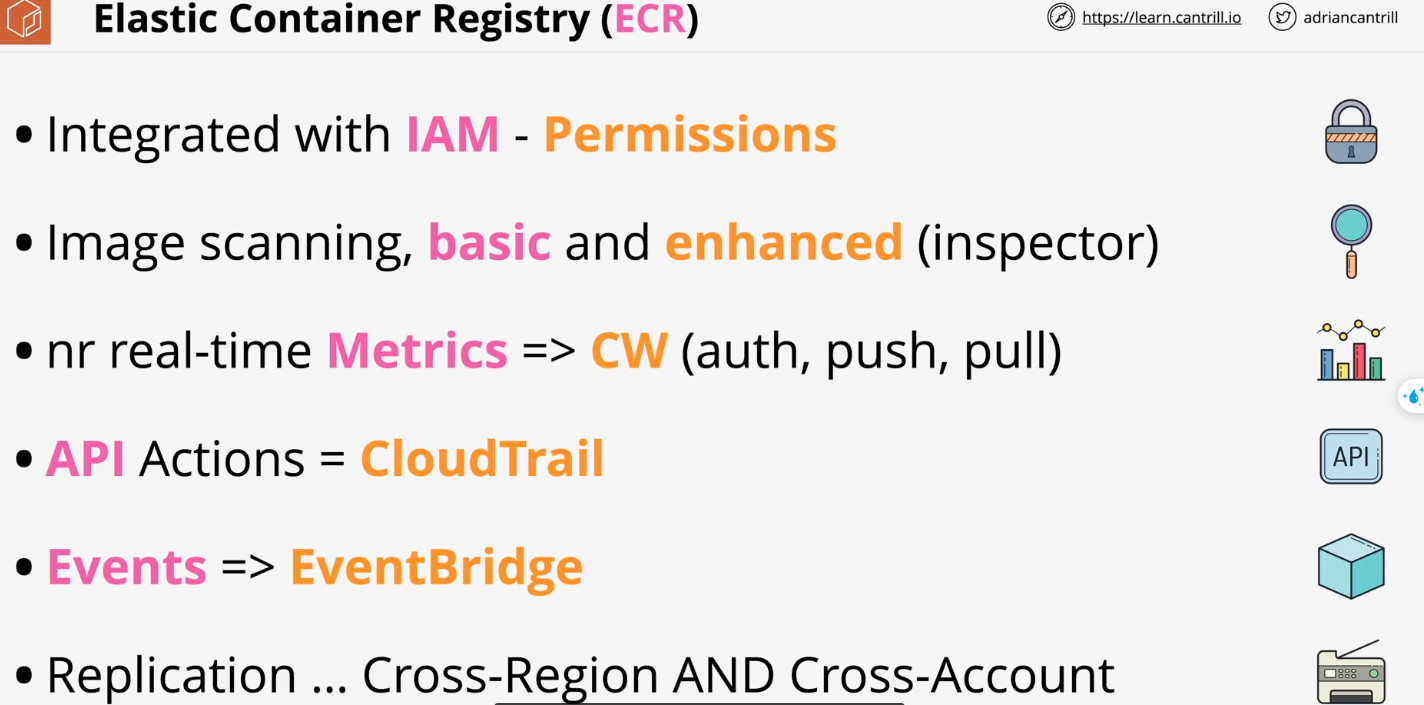 Elastic Container Registry (ECR)
https://learn.cantrill.io
adriancantrill
• Integrated with IAM - Permissions
• Image scanning, basic and enhanced (inspector)
• nr real-time Metrics => CW (auth, push, pull)
• API Actions = CloudTrail
API
• Events => EventBridge
• Replication ... Cross-Region AND Cross-Account